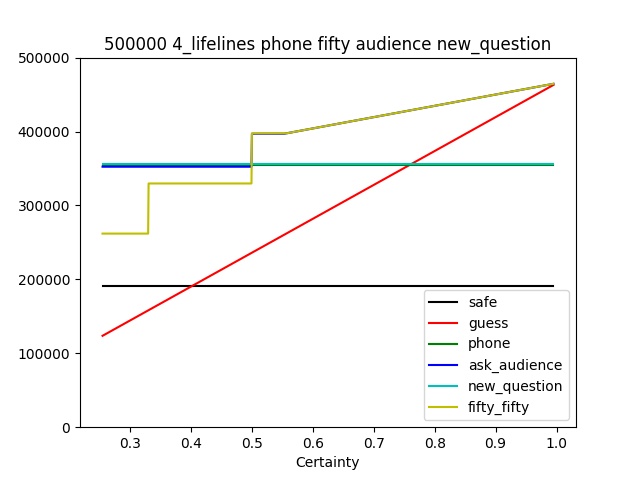 500000 4_lifelines phone fifty audience new_question
500000
400000
300000
200000
100000
0
0.3 0.4 0.5 0.6 0.7 0.8 0.9 1.0
Certainty
safe
guess
phone
ask_audience
new_question
fifty_fifty